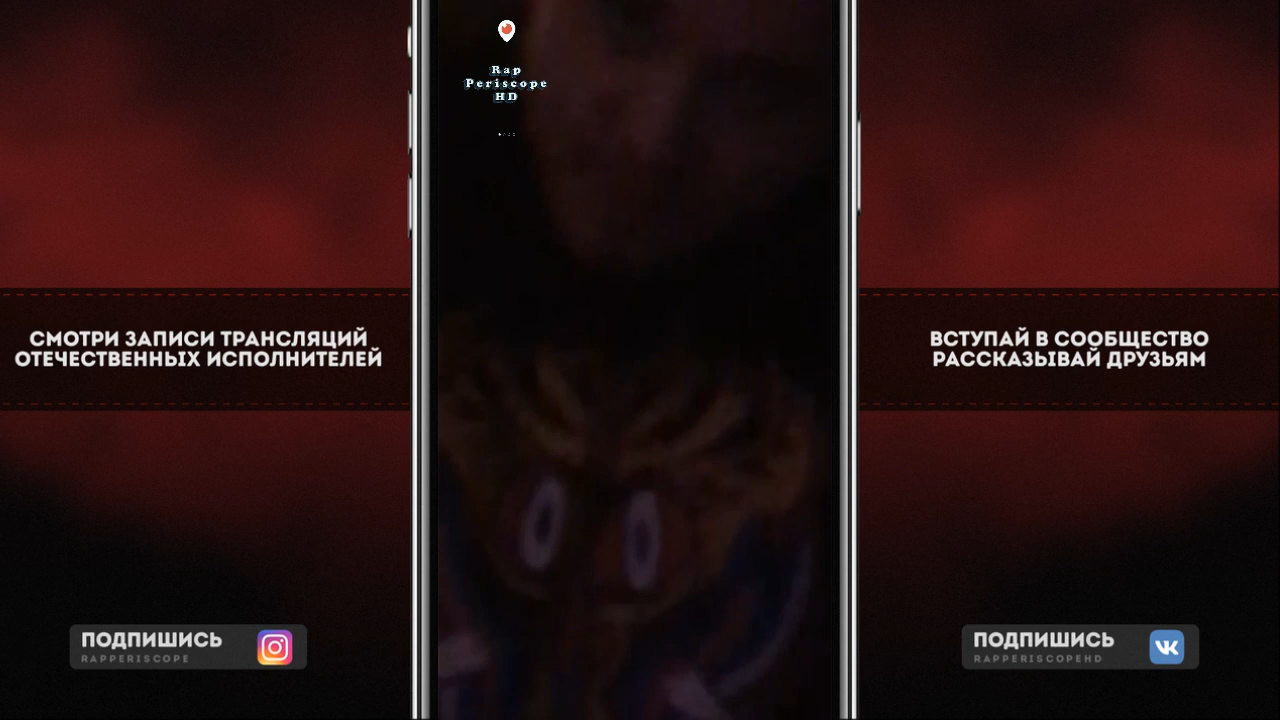 Rap
Periscope
HD
СМОТРИ ЗАПИСИ ТРАНСЛЯЦИЙ
ОТЕЧЕСТВЕННЫХ ИСПОЛНИТЕЛЕЙ
ВСТУПАЙ В СООБЩЕСТВО
РАССКАЗЫВАЙ ДРУЗЬЯМ
ПОДПИШИСЬ
RAPPERISCOPE
ПОДПИШИСЬ
RAPPERISCOPEHD